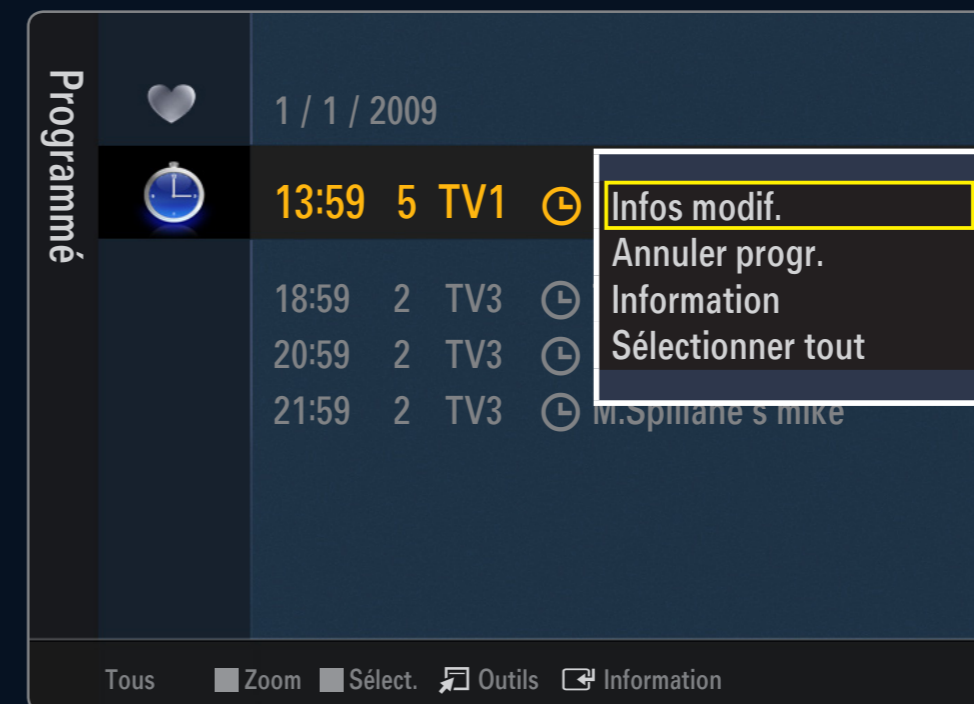 Programmé
1 / 1 / 2009
13:59 5 TV1
Infos modif.
Annuler progr.
Information
Sélectionner tout
18:59 2 TV3
20:59 2 TV3
21:59 2 TV3 M.Spillane's mike
Tous Zoom Sélect. Outils Information